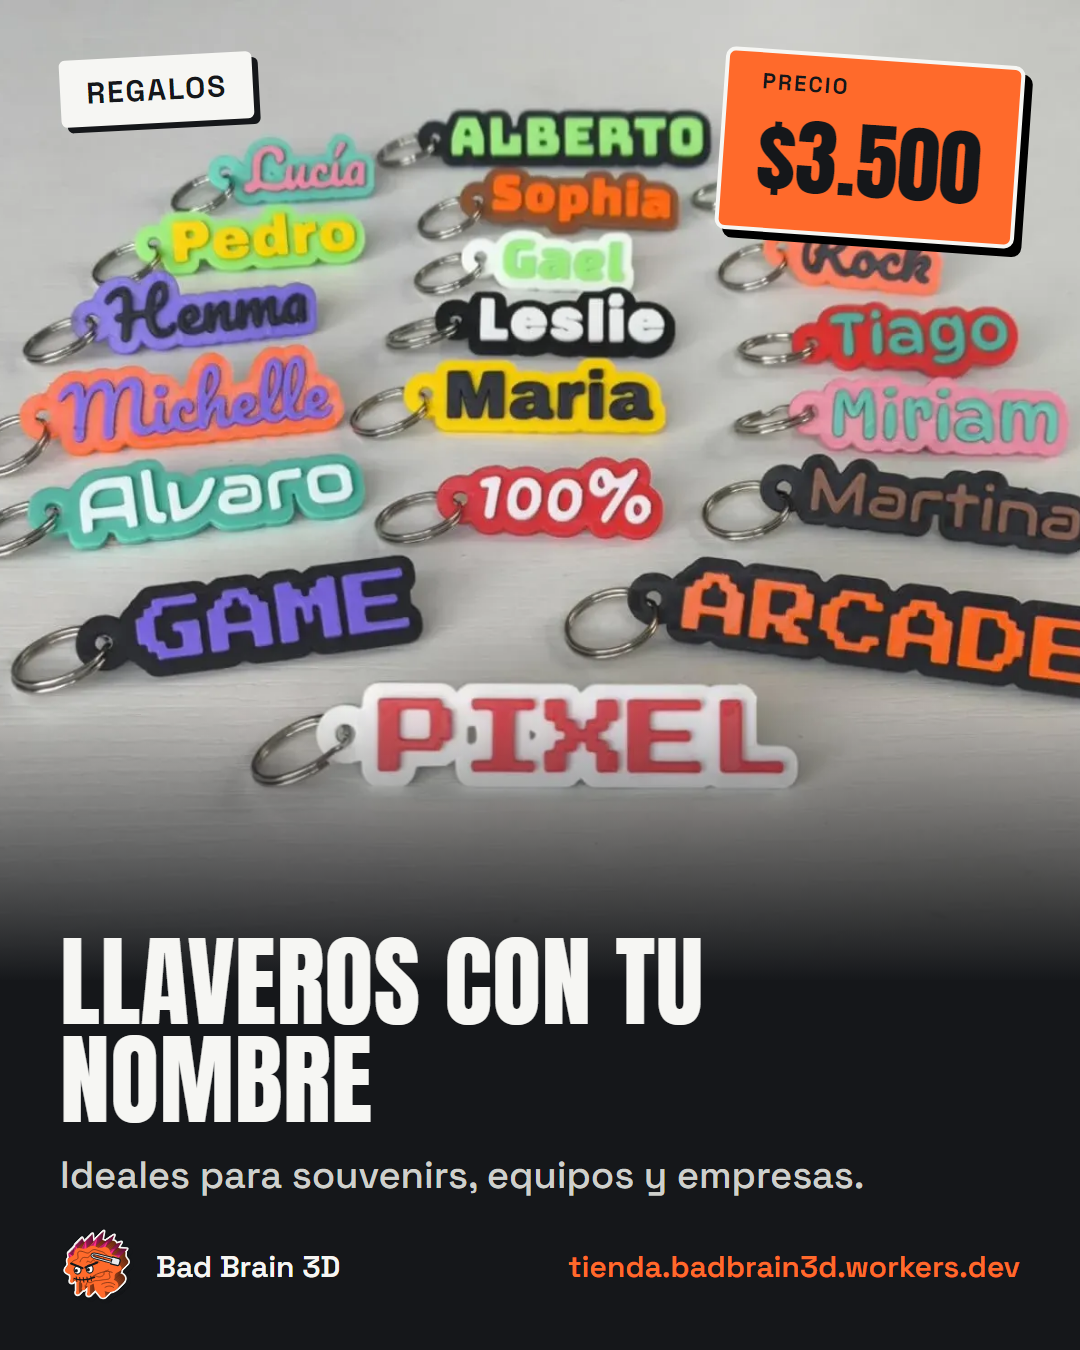 REGALOS
PRECIO
$3.500
ALBERTO
Lucía
Sophia
Pedro
Gael
Rock
Henma
Leslie
Tiago
Michelle
Maria
Miriam
Alvaro
100%
Martina
GAME
ARCADE
PIXEL
LLAVEROS CON TU
NOMBRE
Ideales para souvenirs, equipos y empresas.
Bad Brain 3D
tienda.badbrain3d.workers.dev